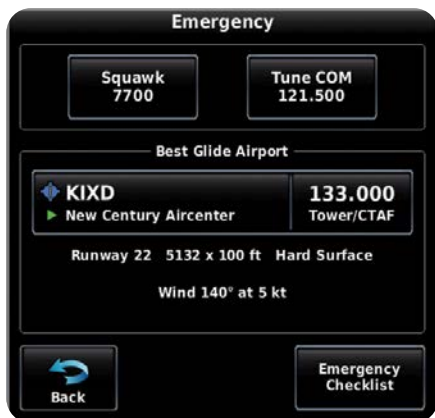 Emergency
Squawk
7700
Tune COM
121.500
Best Glide Airport
KIXD
New Century Aircenter
133.000
Tower/CTAF
Runway 22 5132 x 100 ft Hard Surface
Wind 140° at 5 kt
Back
Emergency
Checklist